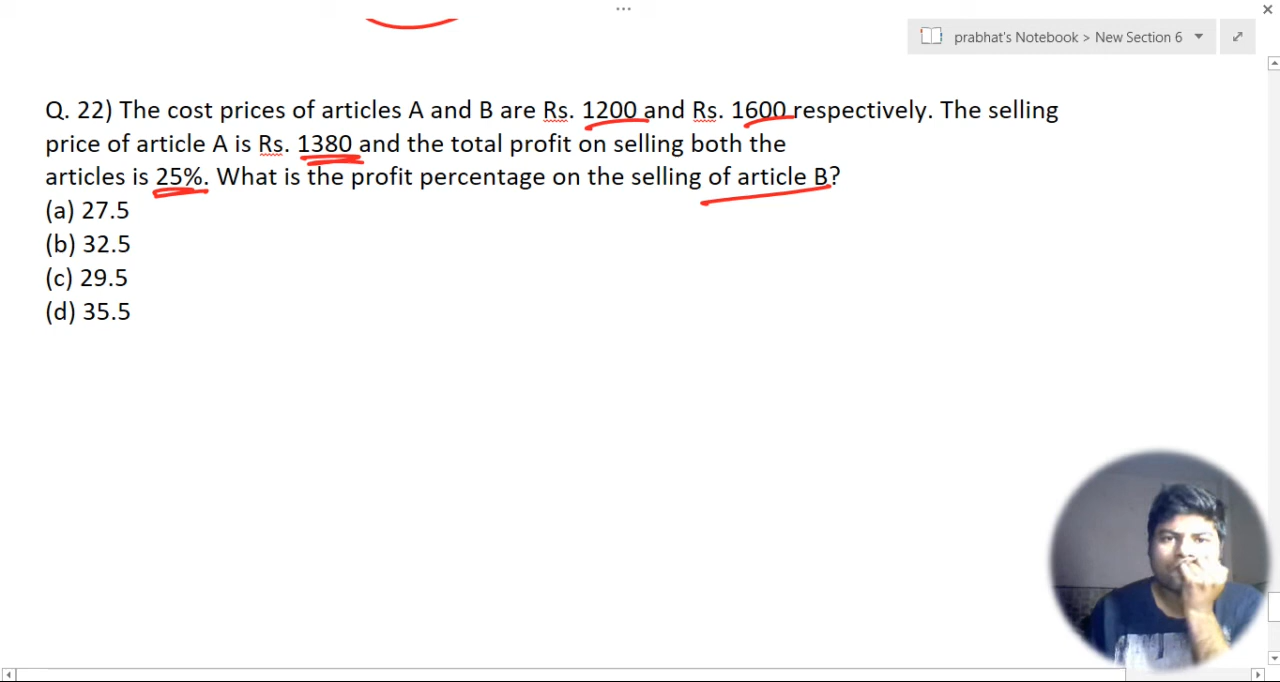 ...
prabhat's Notebook > New Section 6
Q. 22) The cost prices of articles A and B are Rs. 1200 and Rs. 1600 respectively. The selling
price of article A is Rs. 1380 and the total profit on selling both the
articles is 25%. What is the profit percentage on the selling of article B?
(a) 27.5
(b) 32.5
(c) 29.5
(d) 35.5